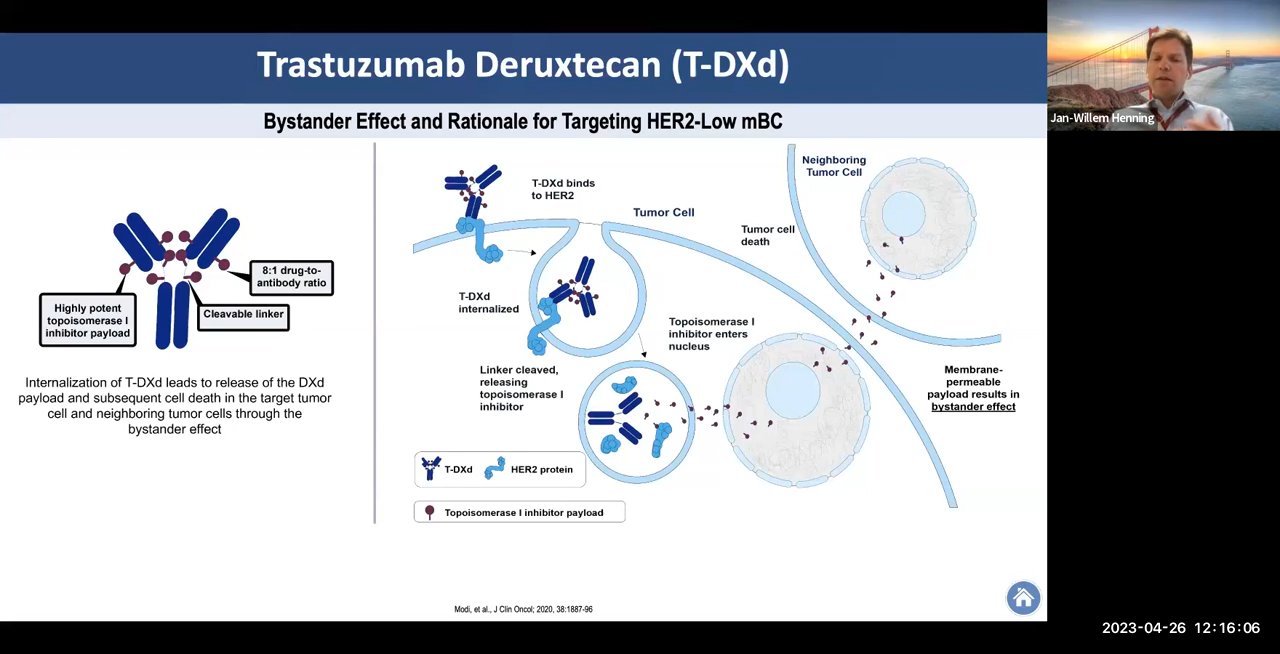 Trastuzumab Deruxtecan (T-DXd)
Bystander Effect and Rationale for Targeting HER2-Low mBC
Jan-Willem Henning
8:1 drug-to-
antibody ratio
Highly potent
topoisomerase I
inhibitor payload
Cleavable linker
Internalization of T-DXd leads to release of the DXd
payload and subsequent cell death in the target tumor
cell and neighboring tumor cells through the
bystander effect
T-DXd binds
to HER2
Tumor Cell
Neighboring
Tumor Cell
Tumor cell
death
T-DXd
internalized
Topoisomerase I
inhibitor enters
nucleus
Linker cleaved,
releasing
topoisomerase I
inhibitor
Membrane-
permeable
payload results in
bystander effect
T-DXd
HER2 protein
Topoisomerase I inhibitor payload
Modi, et al., J Clin Oncol; 2020, 38:1887-96
2023-04-26 12:16:06